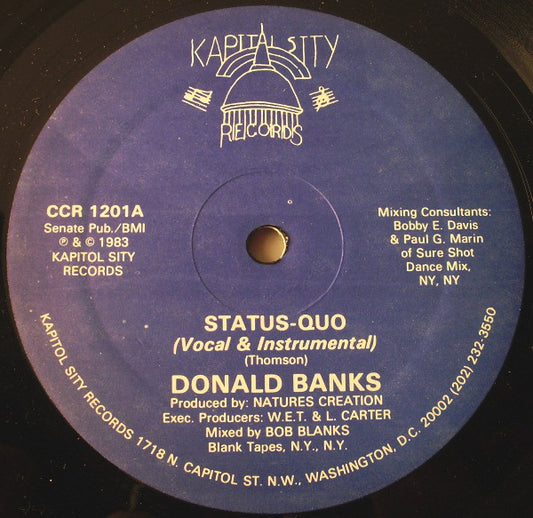 KAPITAL SITY
RECORDS
CCR 1201A
Senate Pub./BMI
℗ & © 1983
KAPITOL SITY
RECORDS
Mixing Consultants:
Bobby E. Davis
& Paul G. Marin
of Sure Shot
Dance Mix,
NY, NY
STATUS-QUO
(Vocal & Instrumental)
(Thomson)
DONALD BANKS
Produced by: NATURES CREATION
Exec. Producers: W.E.T. & L. CARTER
Mixed by BOB BLANKS
Blank Tapes, N.Y., N.Y.
KAPITOL SITY RECORDS 1718 N. CAPITOL ST. N.W., WASHINGTON, D.C. 20002 (202) 232-3550